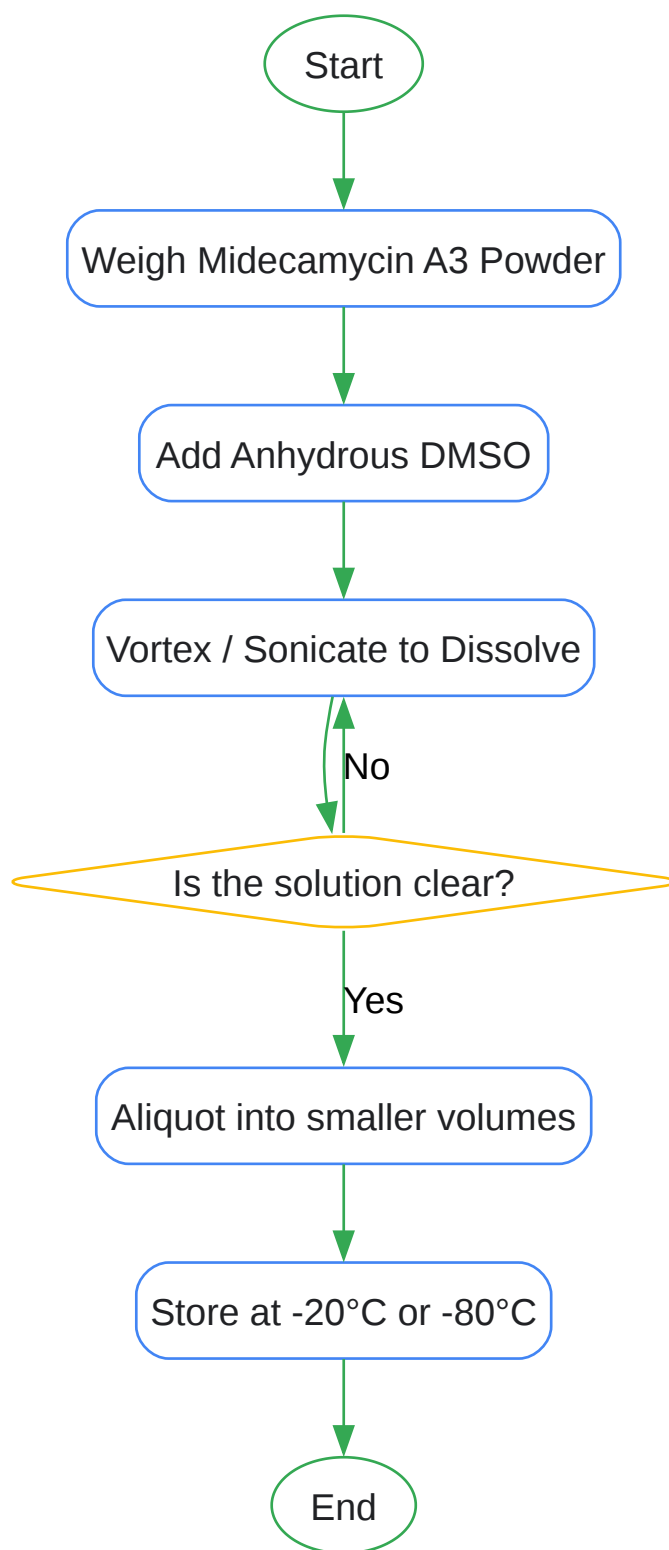 Start
Weigh Midecamycin A3 Powder
Add Anhydrous DMSO
Vortex / Sonicate to Dissolve
No
Is the solution clear?
Yes
Aliquot into smaller volumes
Store at -20°C or -80°C
End